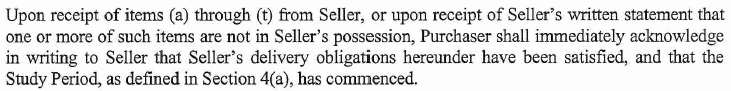 Upon receipt of items (a) through (t) from Seller, or upon receipt of Seller's written statement that
one or more of such items are not in Seller's possession, Purchaser shall immediately acknowledge
in writing to Seller that Seller's delivery obligations hereunder have been satisfied, and that the
Study Period, as defined in Section 4(a), has commenced.